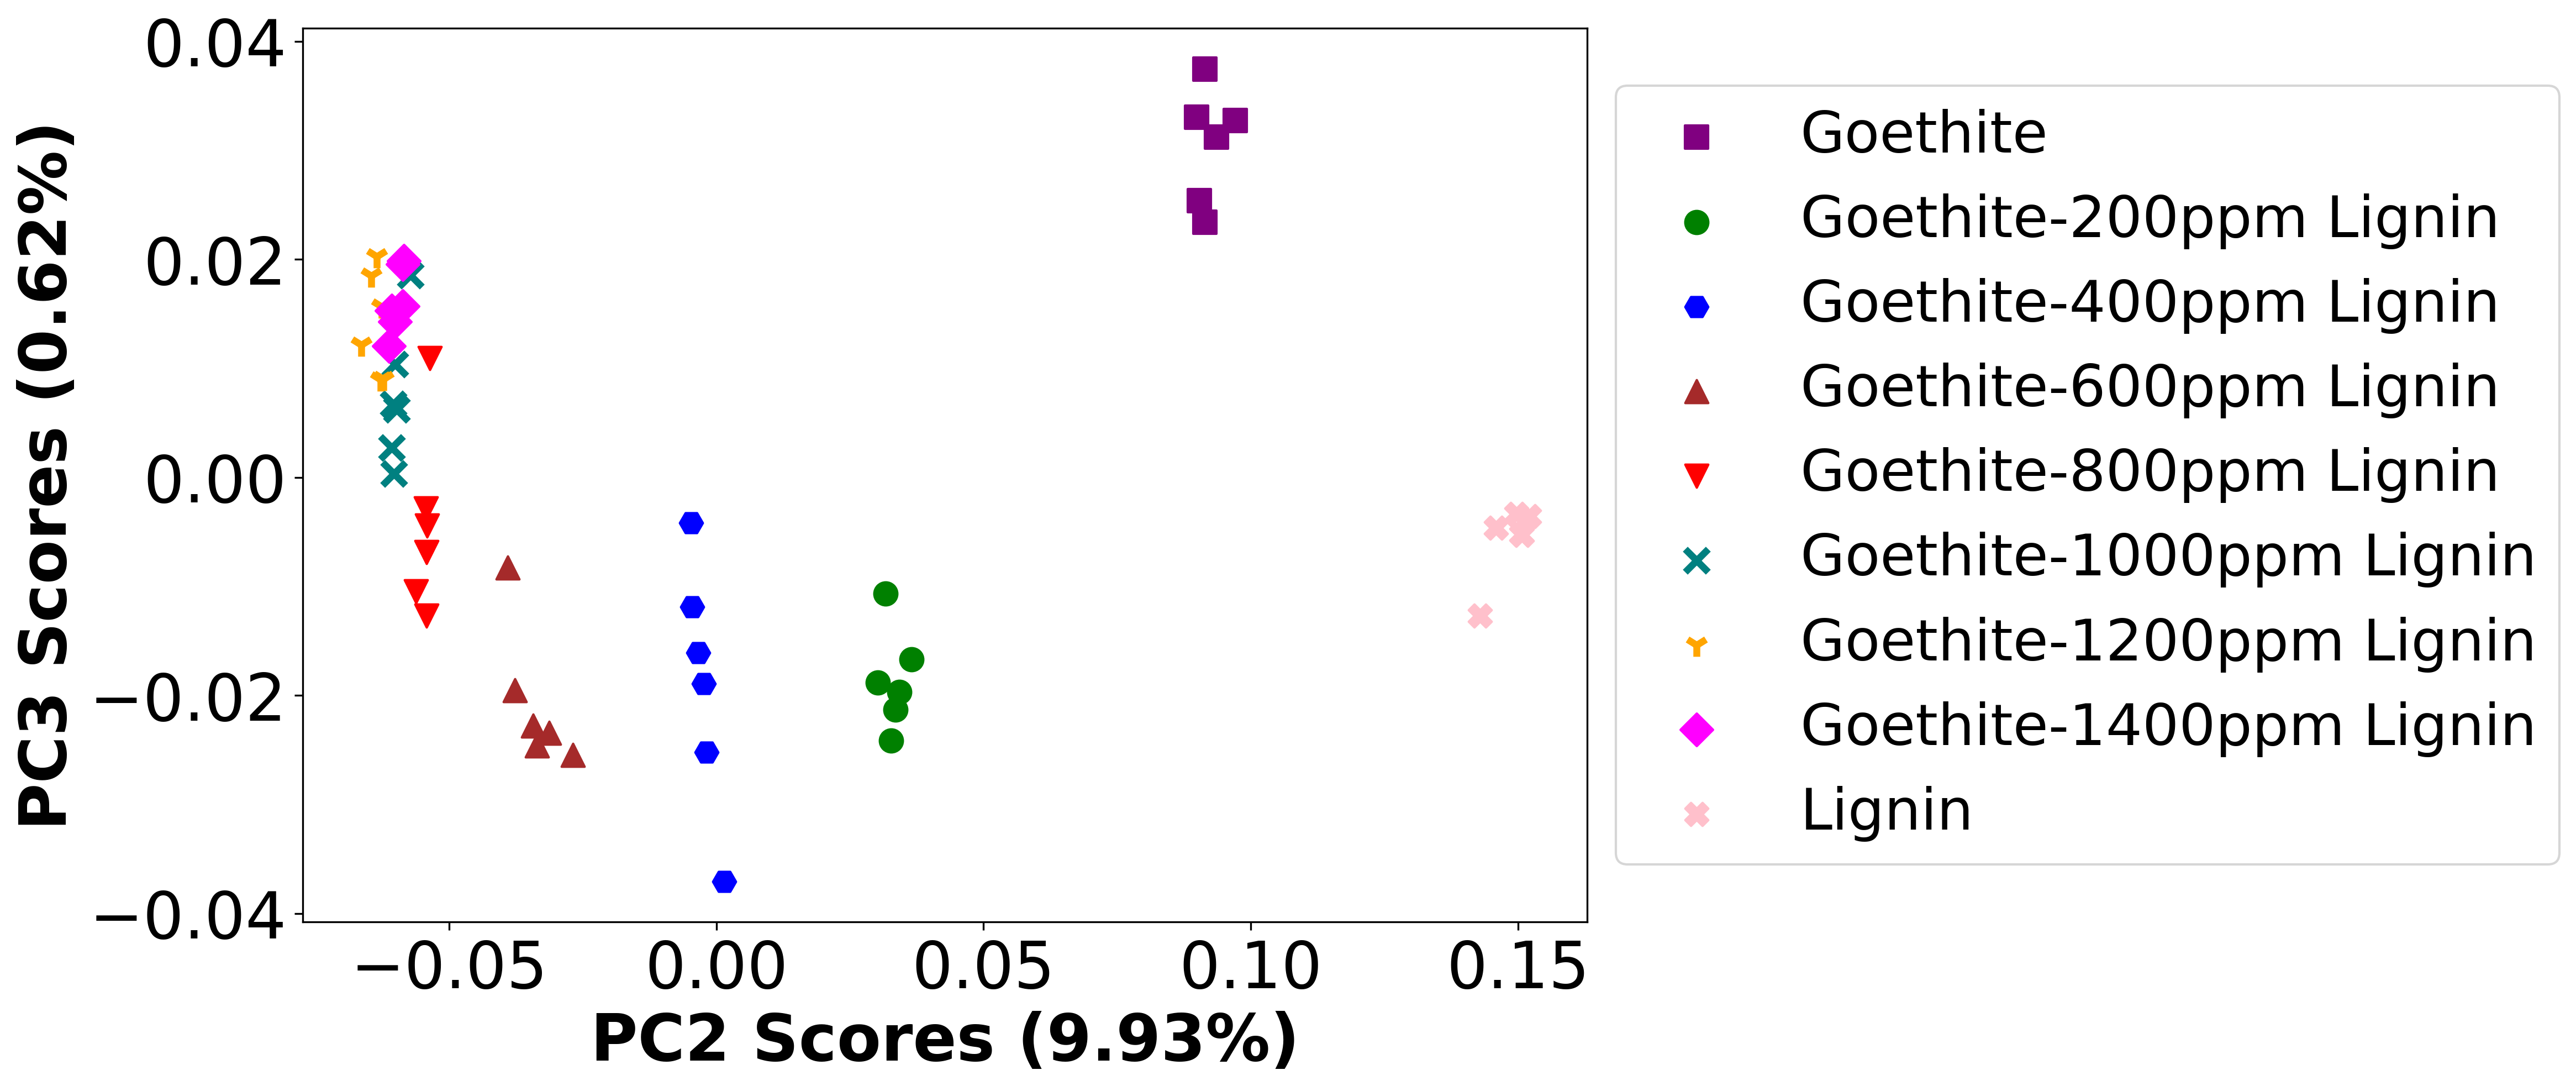 0.04
0.02
0.00
−0.02
−0.04
PC3 Scores (0.62%)
−0.05
0.00
0.05
0.10
0.15
PC2 Scores (9.93%)
Goethite
Goethite-200ppm Lignin
Goethite-400ppm Lignin
Goethite-600ppm Lignin
Goethite-800ppm Lignin
Goethite-1000ppm Lignin
Goethite-1200ppm Lignin
Goethite-1400ppm Lignin
Lignin